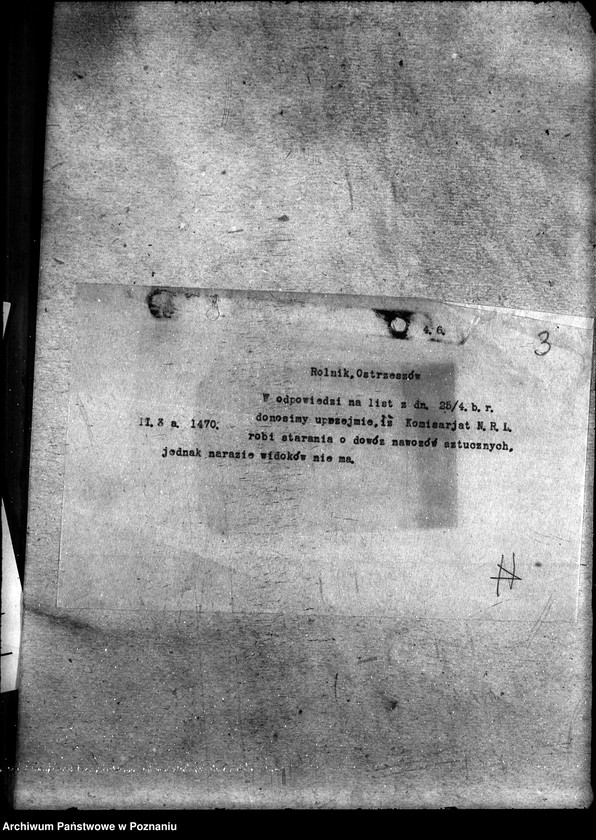 4. 6.
3
Rolnik, Ostrzeszów
W odpowiedzi na list z dn. 25/4. b. r.
II. 3 a. 1470. donosimy uprzejmie, iż Komisarjat N. R. L.
robi starania o dowóz nawozów sztucznych,
jednak narazie widoków nie ma.
Archiwum Państwowe w Poznaniu